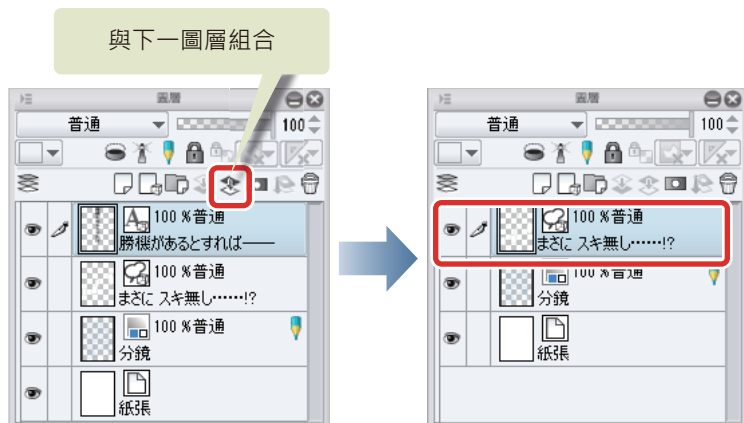 與下一圖層組合
圖層
普通
100
100 %普通
勝機があるとすれば――
100 %普通
まさに スキ無し……!?
100 %普通
分鏡
紙張
圖層
普通
100
100 %普通
まさに スキ無し……!?
100 %普通
分鏡
紙張